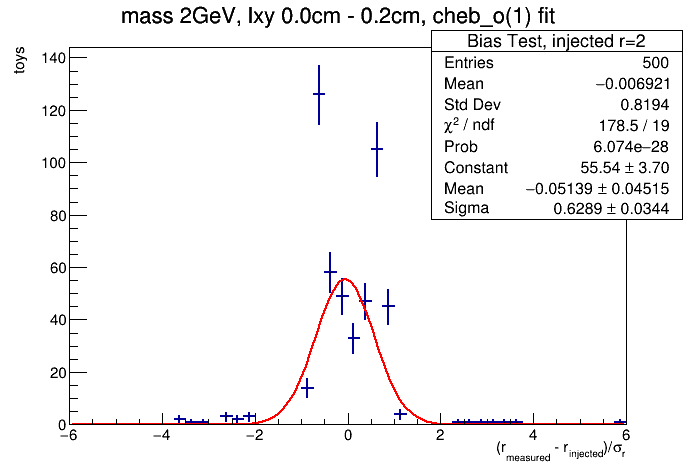 mass 2GeV, lxy 0.0cm - 0.2cm, cheb_o(1) fit
Bias Test, injected r=2
Entries 500
Mean −0.006921
Std Dev 0.8194
χ² / ndf 178.5 / 19
Prob 6.074e−28
Constant 55.54 ± 3.70
Mean −0.05139 ± 0.04515
Sigma 0.6289 ± 0.0344
toys
140
120
100
80
60
40
20
0
−6 −4 −2 0 2 4 6
(r_measured - r_injected)/σ_r